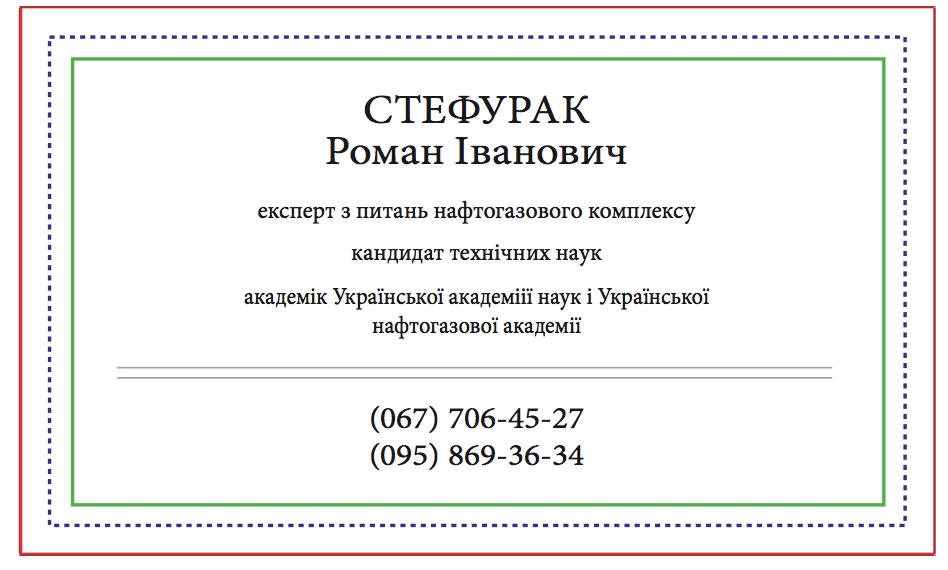 СТЕФУРАК
Роман Іванович
експерт з питань нафтогазового комплексу
кандидат технічних наук
академік Української академіії наук і Української
нафтогазової академії
(067) 706-45-27
(095) 869-36-34